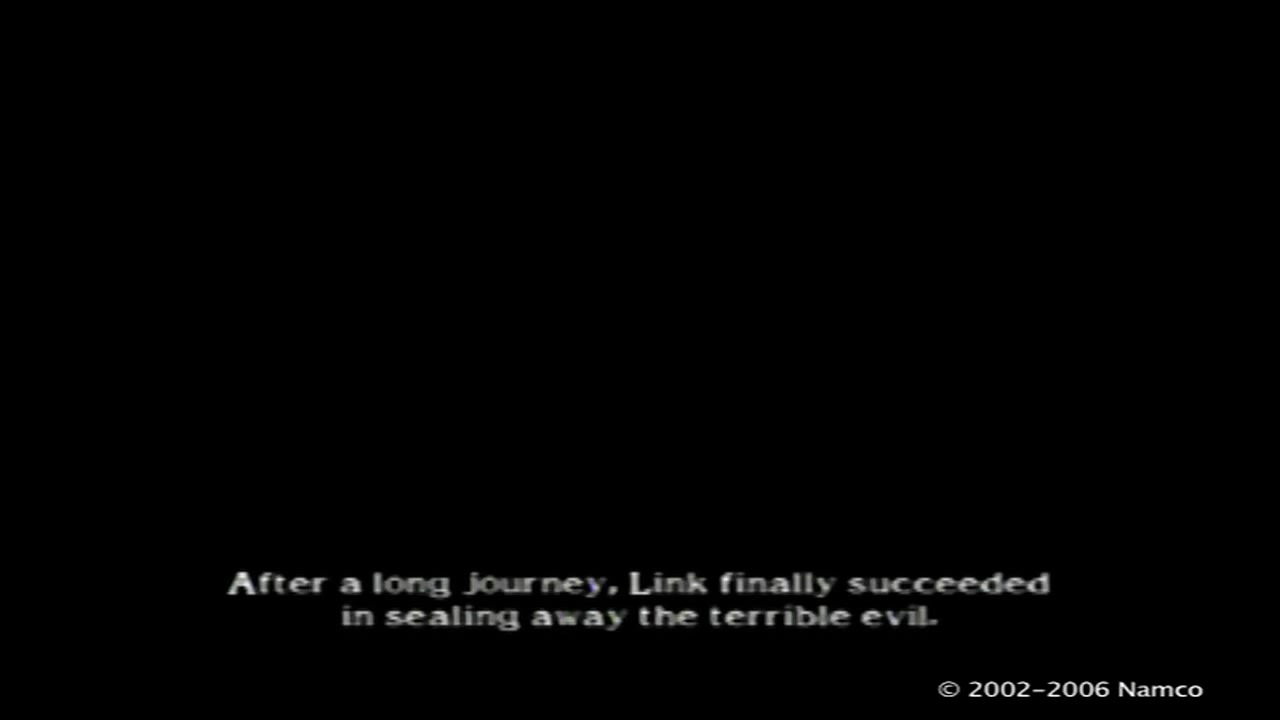 After a long journey, Link finally succeeded
in sealing away the terrible evil.
© 2002-2006 Namco